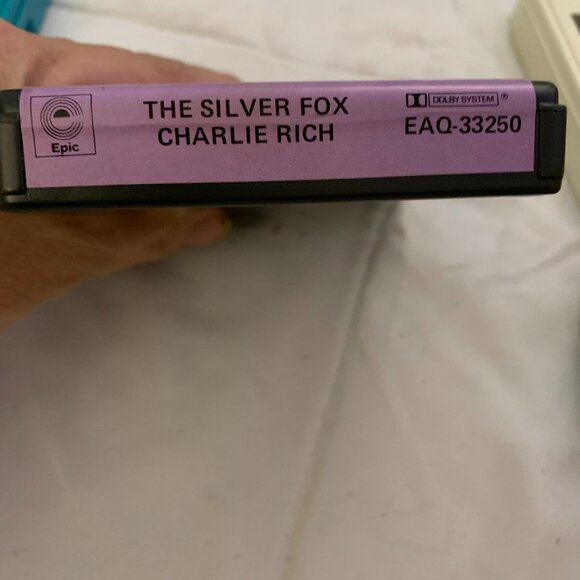 THE SILVER FOX
CHARLIE RICH
DOLBY SYSTEM ®
EAQ-33250
Epic